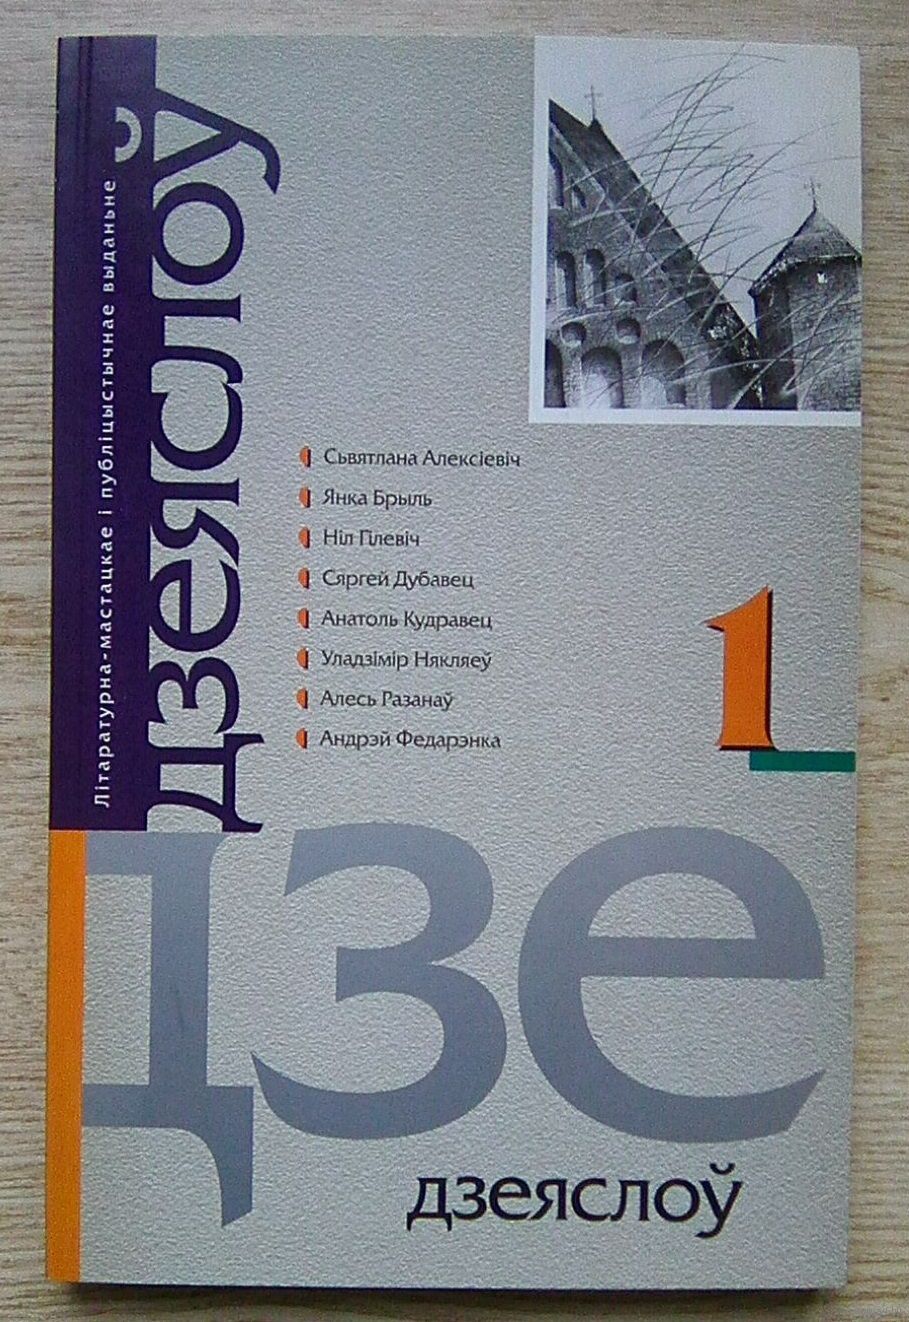 Літаратурна-мастацкае і публіцыстычнае выданьне
дзеяслоў
Сьвятлана Алексіевіч
Янка Брыль
Ніл Гілевіч
Сяргей Дубавец
Анатоль Кудравец
Уладзімір Някляеў
Алесь Разанаў
Андрэй Федарэнка
1
дзе
дзеяслоў